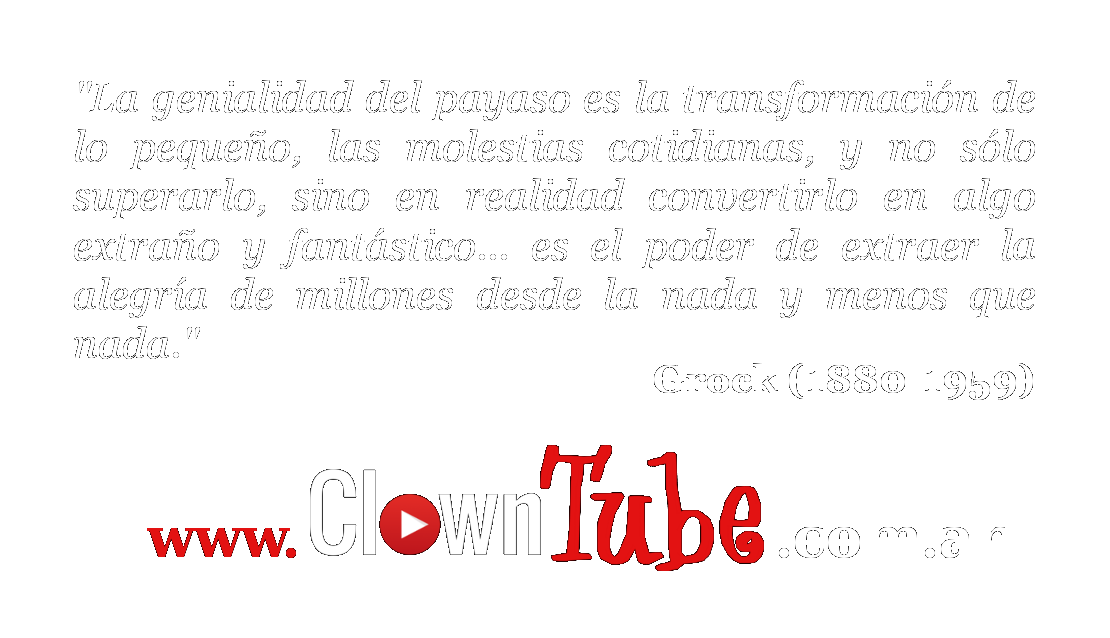 "La genialidad del payaso es la transformación de
lo pequeño, las molestias cotidianas, y no sólo
superarlo, sino en realidad convertirlo en algo
extraño y fantástico... es el poder de extraer la
alegría de millones desde la nada y menos que
nada."
Grock (1880-1959)
www.ClownTube.com.ar